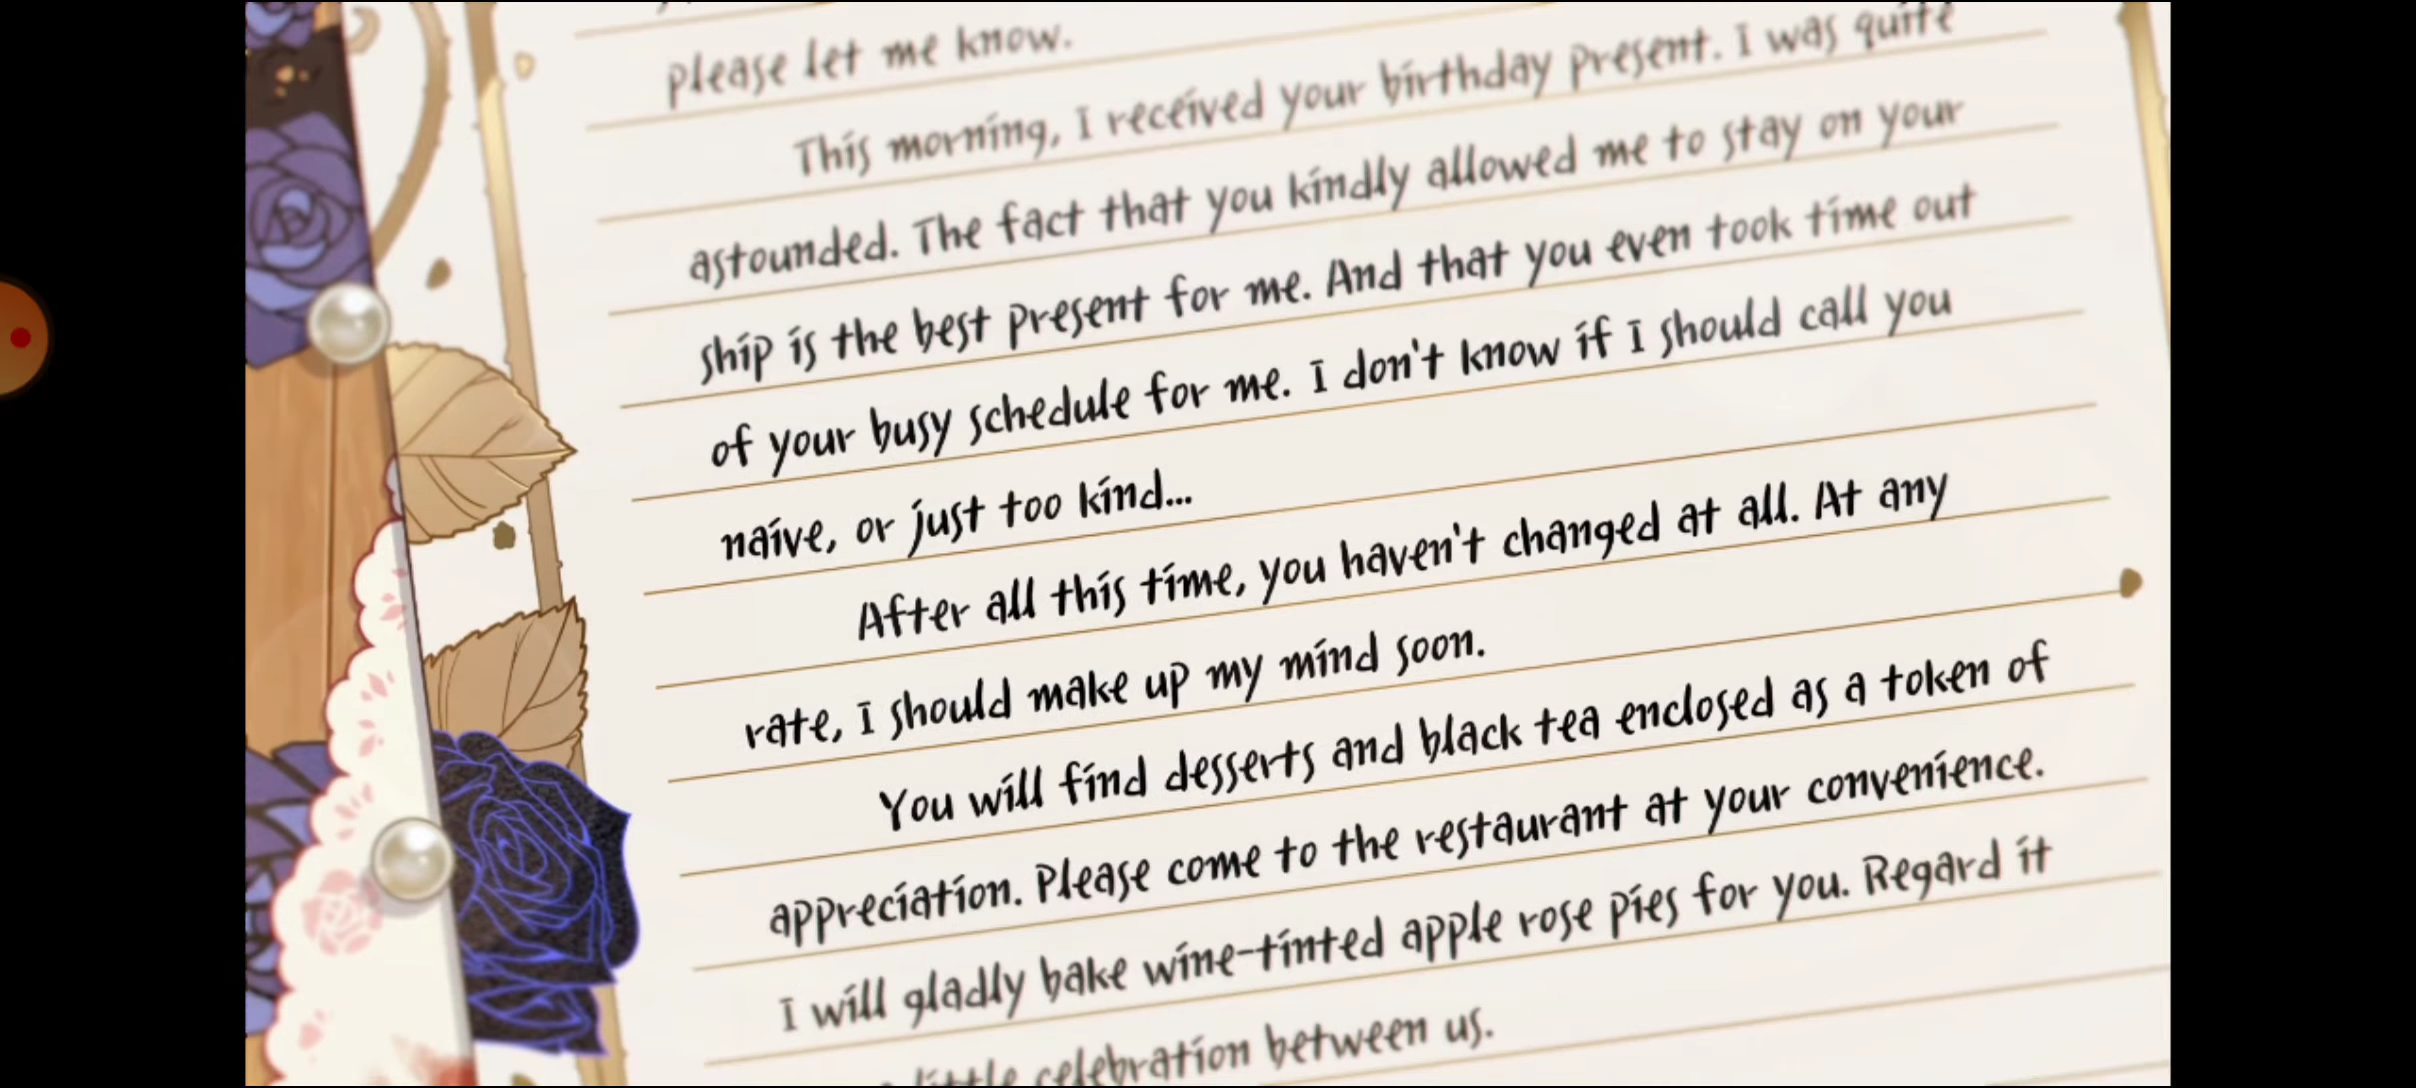 please let me know.
This morning, I received your birthday present. I was quite
astounded. The fact that you kindly allowed me to stay on your
ship is the best present for me. And that you even took time out
of your busy schedule for me. I don't know if I should call you
naíve, or just too kind...
After all this time, you haven't changed at all. At any
rate, I should make up my mind soon.
You will find desserts and black tea enclosed as a token of
appreciation. Please come to the restaurant at your convenience.
I will gladly bake wine-tinted apple rose pies for you. Regard it
little celebration between us.